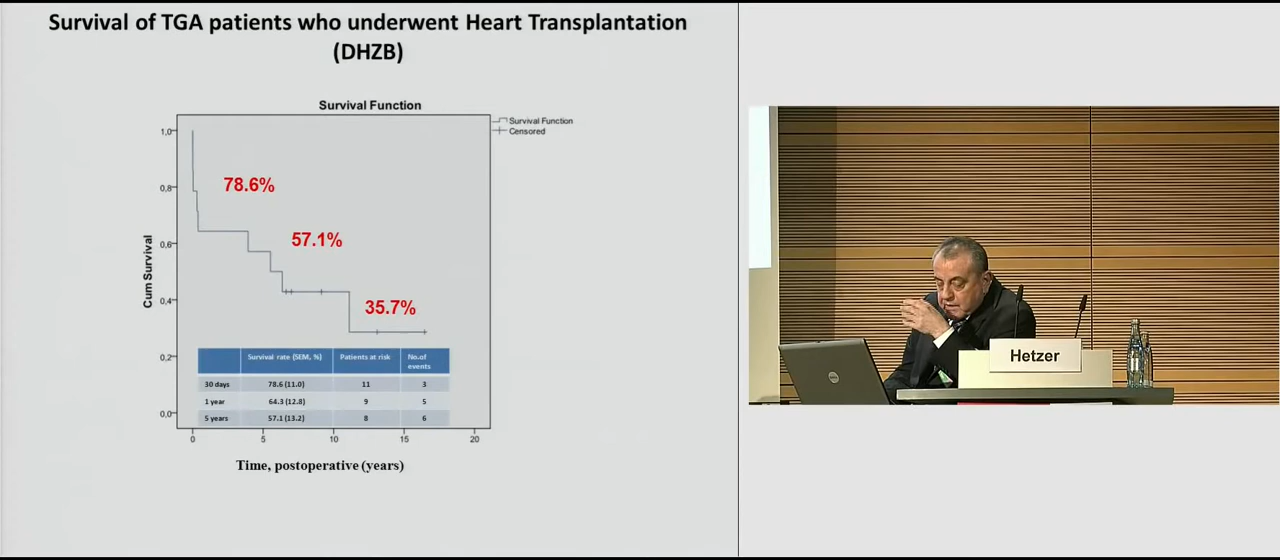 Survival of TGA patients who underwent Heart Transplantation
(DHZB)
Survival Function
Survival Function
Censored
1,0
0,8
0,6
0,4
0,2
0,0
Cum Survival
78.6%
57.1%
35.7%
Survival rate (SEM, %) Patients at risk No.of events
30 days 78.6 (11.0) 11 3
1 year 64.3 (12.8) 9 5
5 years 57.1 (13.2) 8 6
0 5 10 15 20
Time, postoperative (years)
Hetzer
DELL